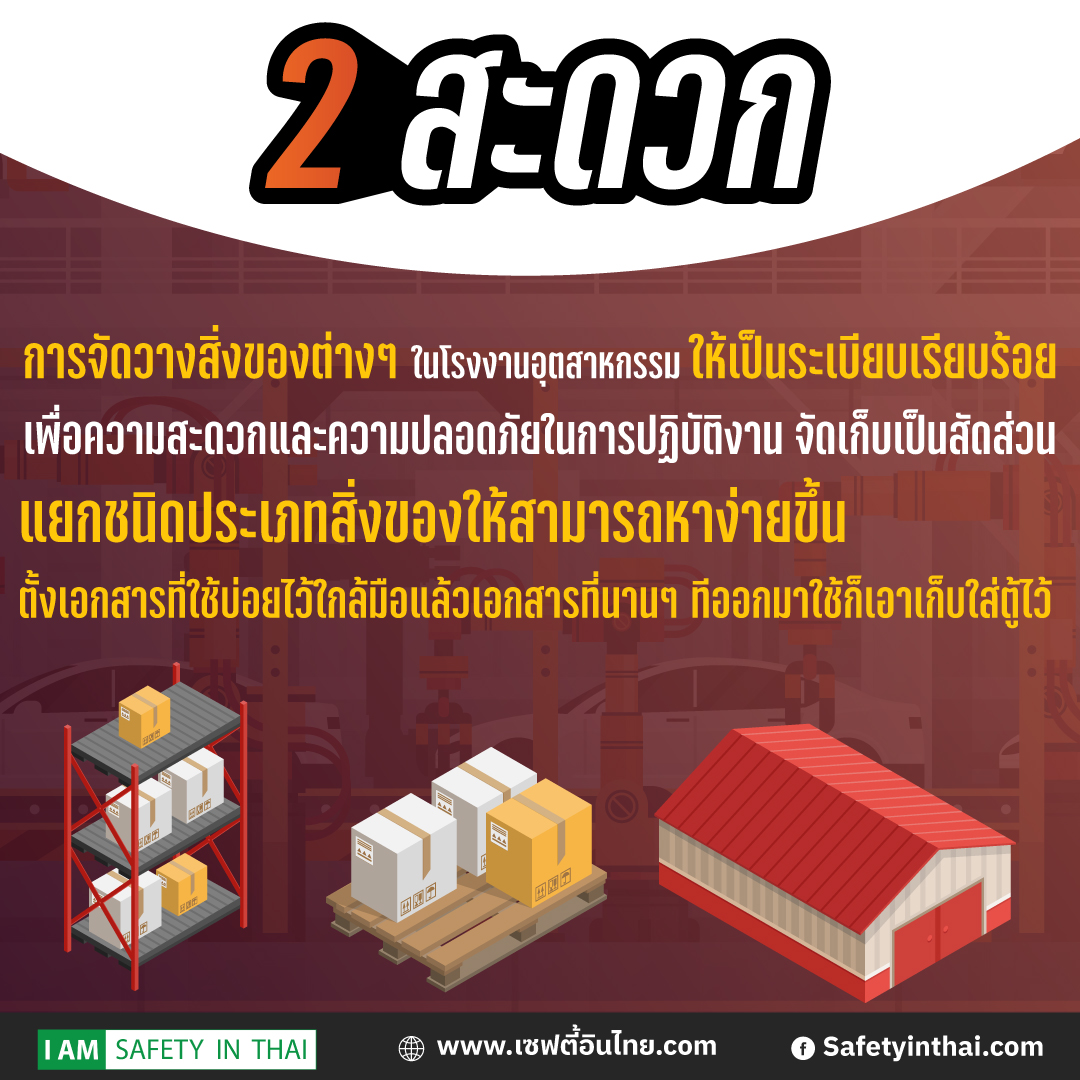 2 สะดวก
การจัดวางสิ่งของต่างๆ ในโรงงานอุตสาหกรรม ให้เป็นระเบียบเรียบร้อย
เพื่อความสะดวกและความปลอดภัยในการปฏิบัติงาน จัดเก็บเป็นสัดส่วน
แยกชนิดประเภทสิ่งของให้สามารถหาง่ายขึ้น
ตั้งเอกสารที่ใช้บ่อยไว้ใกล้มือแล้วเอกสารที่นานๆ ทีออกมาใช้ก็เอาเก็บใส่ตู้ไว้
I AM SAFETY IN THAI www.เซฟตี้อินไทย.com Safetyinthai.com